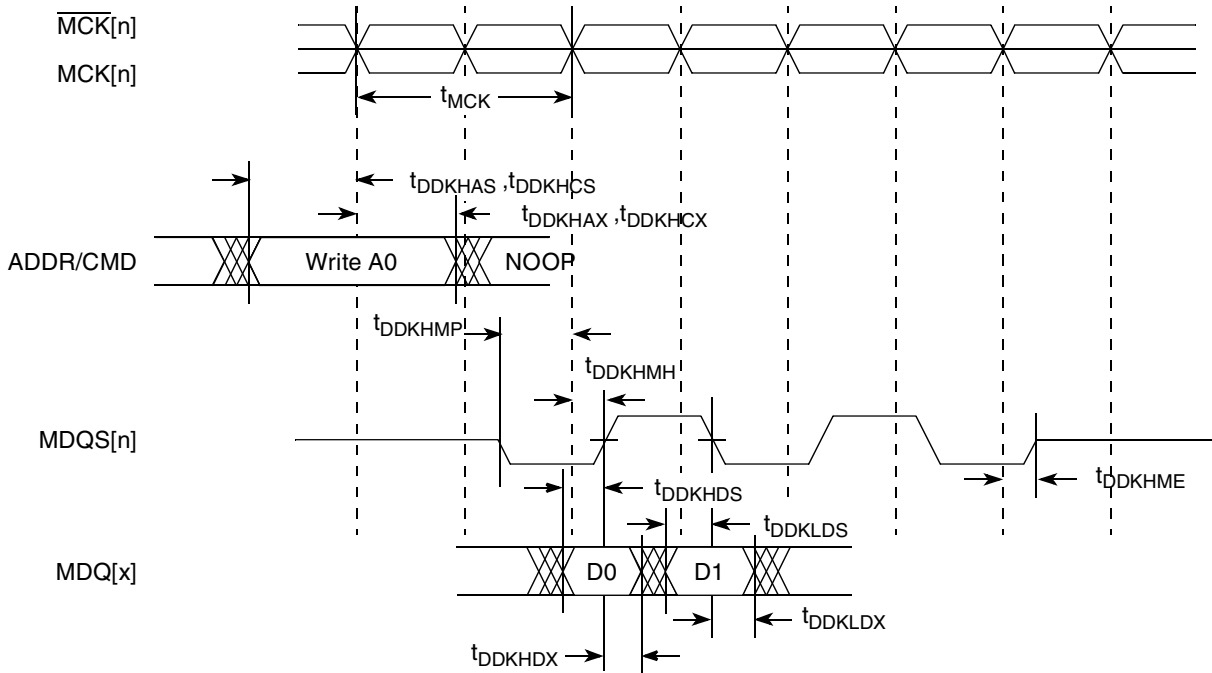 MCK[n]
MCK[n]
tMCK
tDDKHAS ,tDDKHCS
tDDKHAX ,tDDKHCX
ADDR/CMD
Write A0
NOOP
tDDKHMP
tDDKHMH
MDQS[n]
tDDKHME
tDDKHDS
tDDKLDS
MDQ[x]
D0
D1
tDDKLDX
tDDKHDX